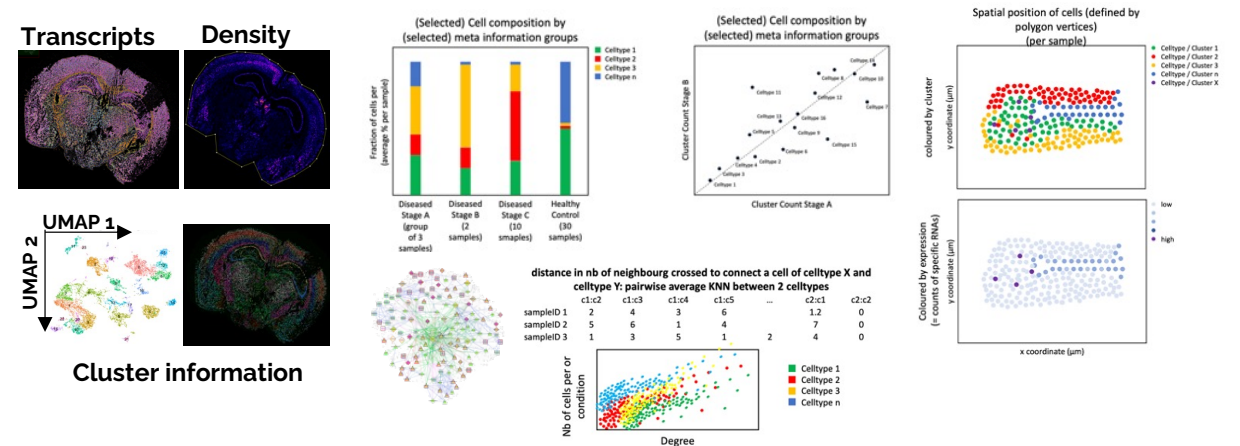 Transcripts
Density
UMAP 1
UMAP 2
Cluster information
(Selected) Cell composition by
(selected) meta information groups
Fraction of cells per
(average % per sample)
Celltype 1
Celltype 2
Celltype 3
Celltype n
Diseased
Stage A
(group
of 3
samples)
Diseased
Stage B
(2
samples)
Diseased
Stage C
(10
smaples)
Healthy
Control
(30
samples)
(Selected) Cell composition by
(selected) meta information groups
Cluster Count Stage B
Celltype 14
Celltype 8
Celltype 10
Celltype 11
Celltype 12
Celltype 7
Celltype 13
Celltype 16
Celltype 5
Celltype 9
Celltype 15
Celltype 6
Celltype 4
Celltype 2
Celltype 3
Celltype 1
Cluster Count Stage A
Spatial position of cells (defined by
polygon vertices)
(per sample)
coloured by cluster
y coordinate (µm)
Celltype / Cluster 1
Celltype / Cluster 2
Celltype / Cluster 3
Celltype / Cluster n
Celltype / Cluster X
Coloured by expression
(= counts of specific RNAs)
y coordinate (µm)
low
high
x coordinate (µm)
distance in nb of neighbourg crossed to connect a cell of celltype X and
celltype Y: pairwise average KNN between 2 celltypes
c1:c2 c1:c3 c1:c4 c1:c5 ... c2:c1 c2:c2
sampleID 1 2 4 3 6 1.2 0
sampleID 2 5 6 1 4 7 0
sampleID 3 1 3 5 1 2 4 0
Nb of cells per or
condition
Celltype 1
Celltype 2
Celltype 3
Celltype n
Degree